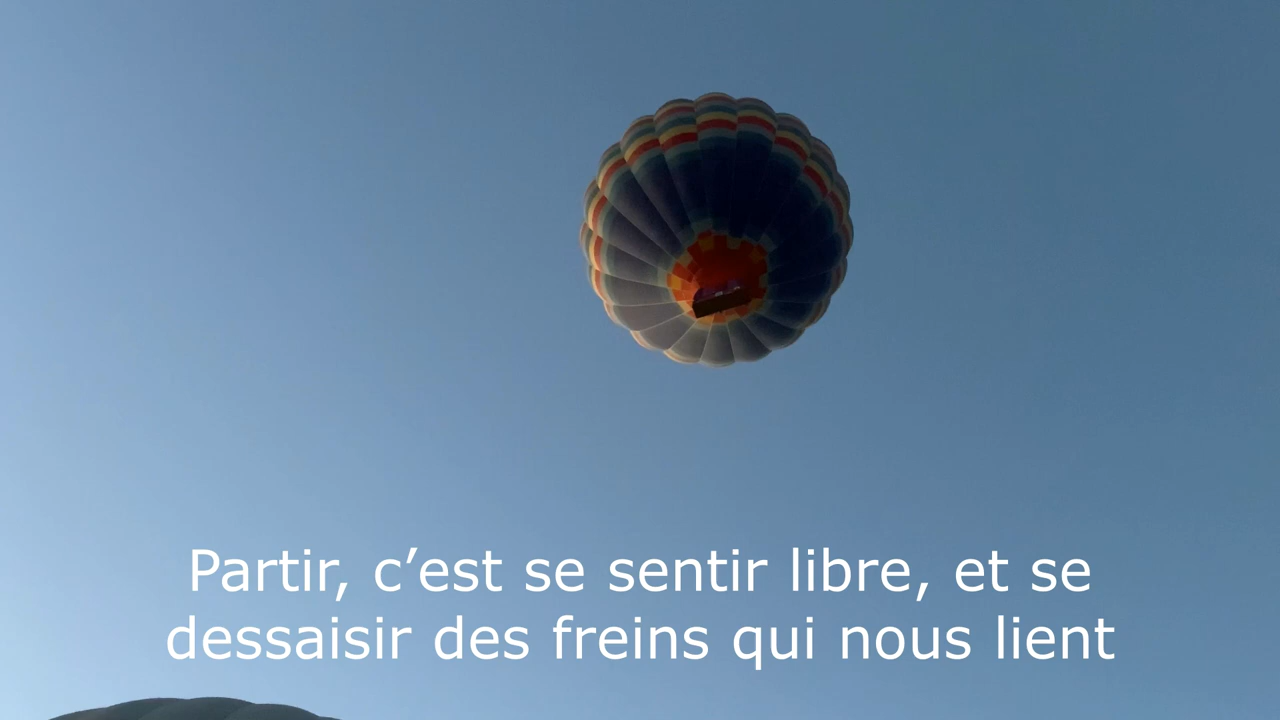 Partir, c’est se sentir libre, et se
dessaisir des freins qui nous lient